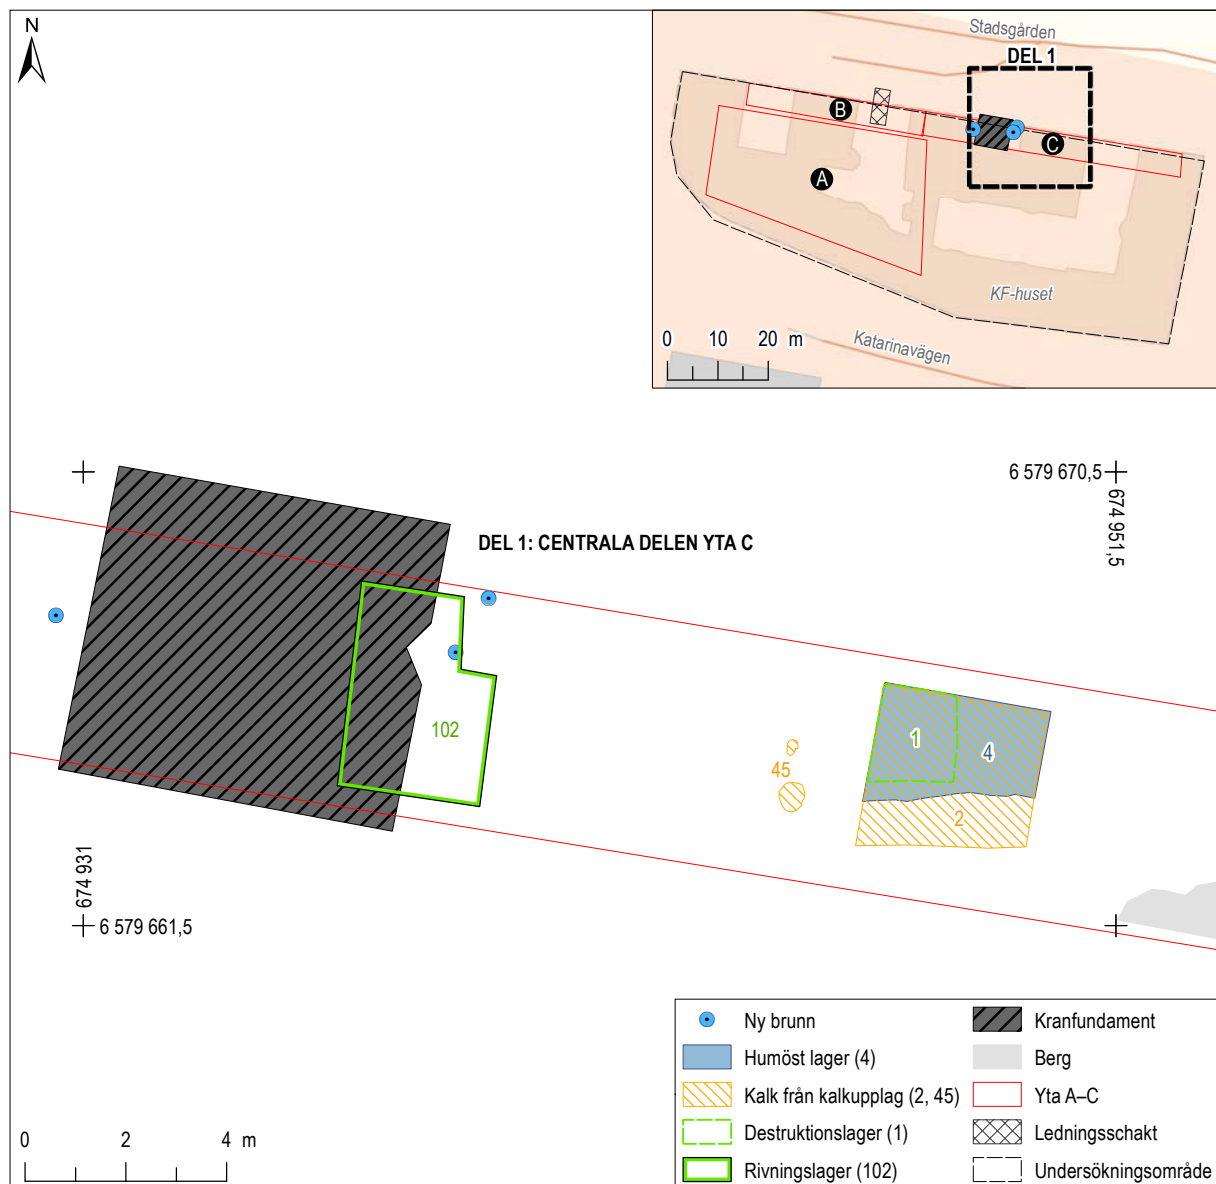 N
Stadsgården
DEL 1
B
C
A
KF-huset
0 10 20 m
Katarinavägen
6 579 670,5
674 951,5
DEL 1: CENTRALA DELEN YTA C
102
1
4
45
2
674 931
6 579 661,5
Ny brunn
Humöst lager (4)
Kalk från kalkupplag (2, 45)
Destruktionslager (1)
Rivningslager (102)
Kranfundament
Berg
Yta A–C
Ledningsschakt
Undersökningsområde
0 2 4 m